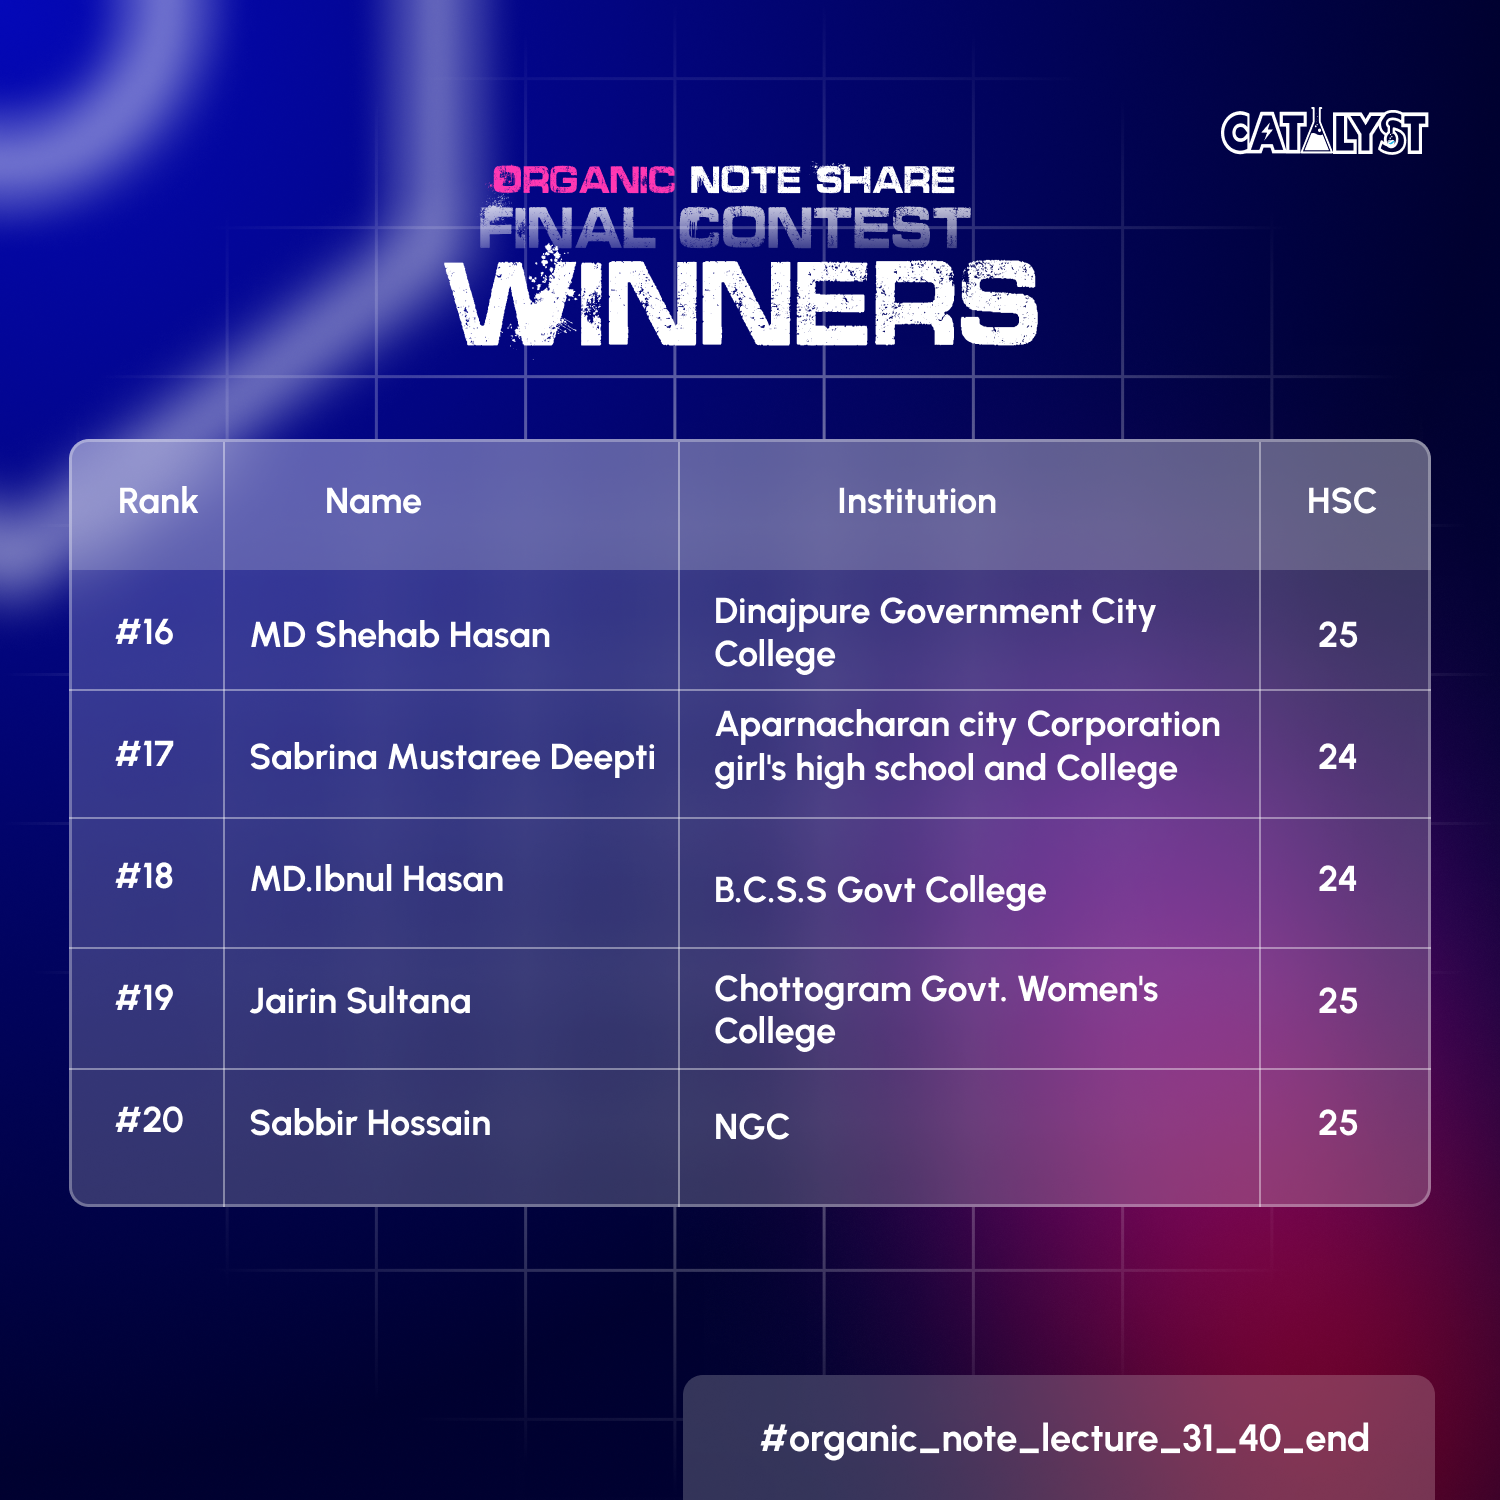 CATALYST
ORGANIC NOTE SHARE
FINAL CONTEST
WINNERS
Rank Name Institution HSC
#16 MD Shehab Hasan Dinajpure Government City College 25
#17 Sabrina Mustaree Deepti Aparnacharan city Corporation girl's high school and College 24
#18 MD.Ibnul Hasan B.C.S.S Govt College 24
#19 Jairin Sultana Chottogram Govt. Women's College 25
#20 Sabbir Hossain NGC 25
#organic_note_lecture_31_40_end